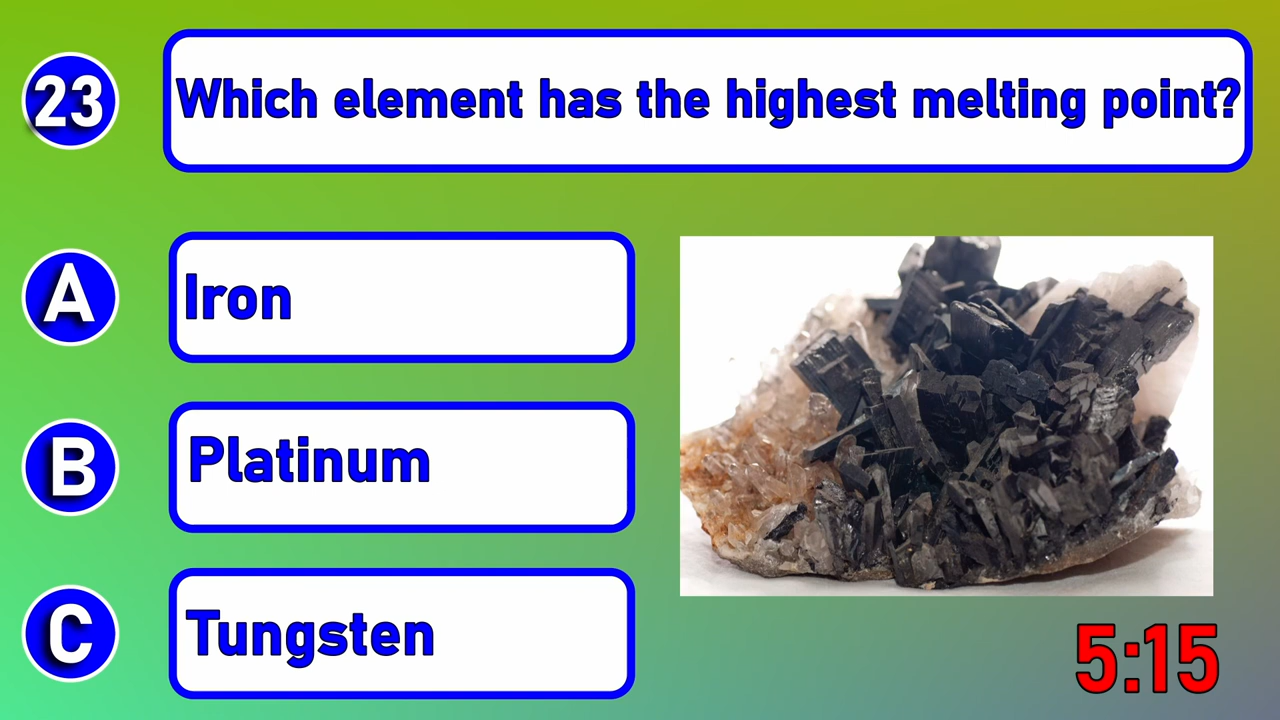 23
Which element has the highest melting point?
A
Iron
B
Platinum
C
Tungsten
5:15